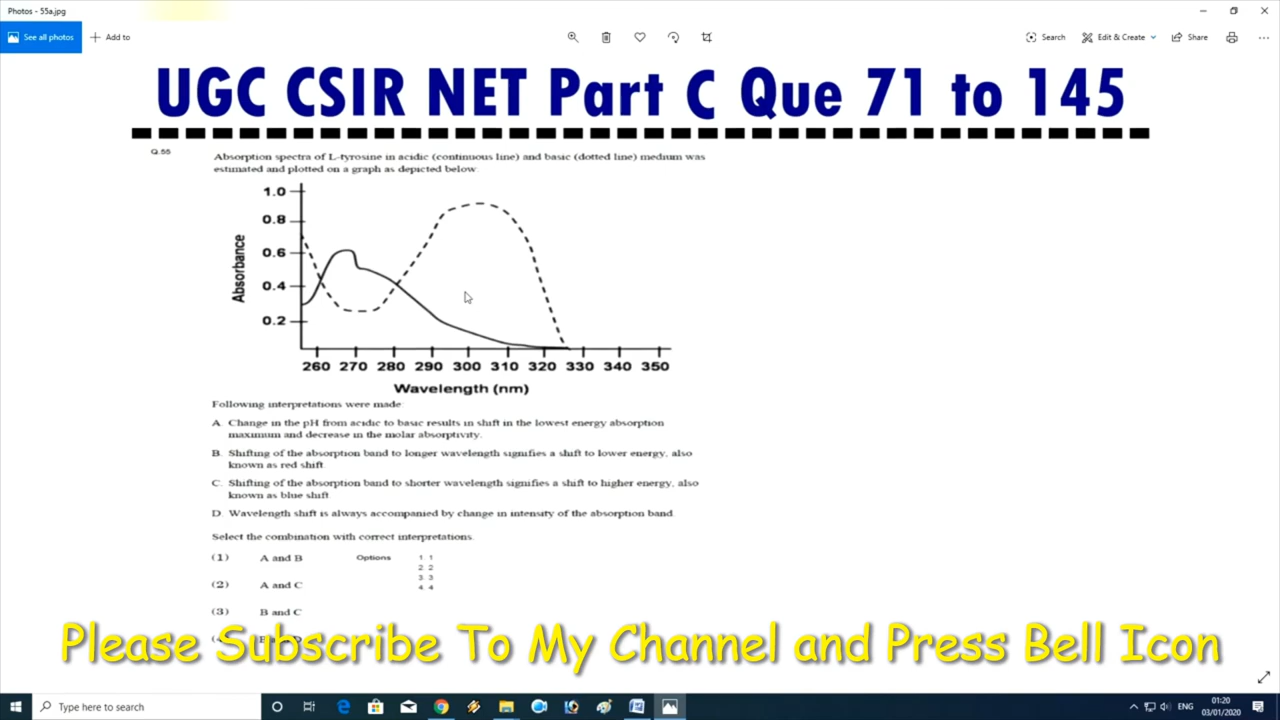 Photos - 55a.jpg
See all photos
Add to
Search
Edit & Create
Share
UGC CSIR NET Part C Que 71 to 145
Q.55
Absorption spectra of L-tyrosine in acidic (continuous line) and basic (dotted line) medium was
estimated and plotted on a graph as depicted below
1.0
0.8
0.6
0.4
0.2
Absorbance
260 270 280 290 300 310 320 330 340 350
Wavelength (nm)
Following interpretations were made
A. Change in the pH from acidic to basic results in shift in the lowest energy absorption
maximum and decrease in the molar absorptivity.
B. Shifting of the absorption band to longer wavelength signifies a shift to lower energy, also
known as red shift.
C. Shifting of the absorption band to shorter wavelength signifies a shift to higher energy, also
known as blue shift.
D. Wavelength shift is always accompanied by change in intensity of the absorption band.
Select the combination with correct interpretations.
(1) A and B Options 1. 1
2. 2
(2) A and C 3. 3
4. 4
(3) B and C
Please Subscribe To My Channel and Press Bell Icon
Type here to search
ENG
01:20
03/01/2020